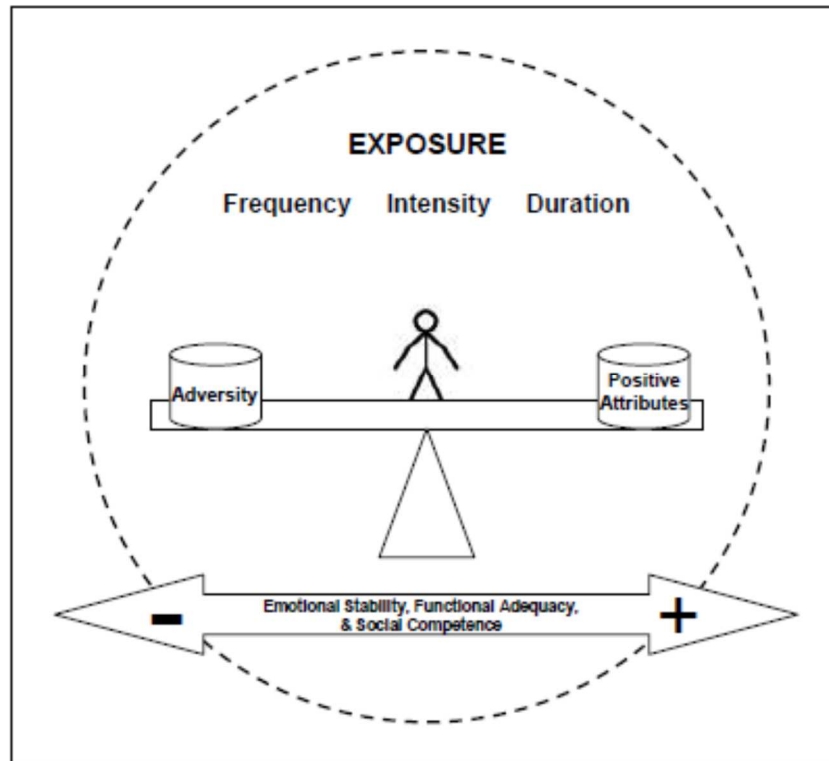 EXPOSURE
Frequency Intensity Duration
Adversity
Positive
Attributes
- Emotional Stability, Functional Adequacy, +
& Social Competence